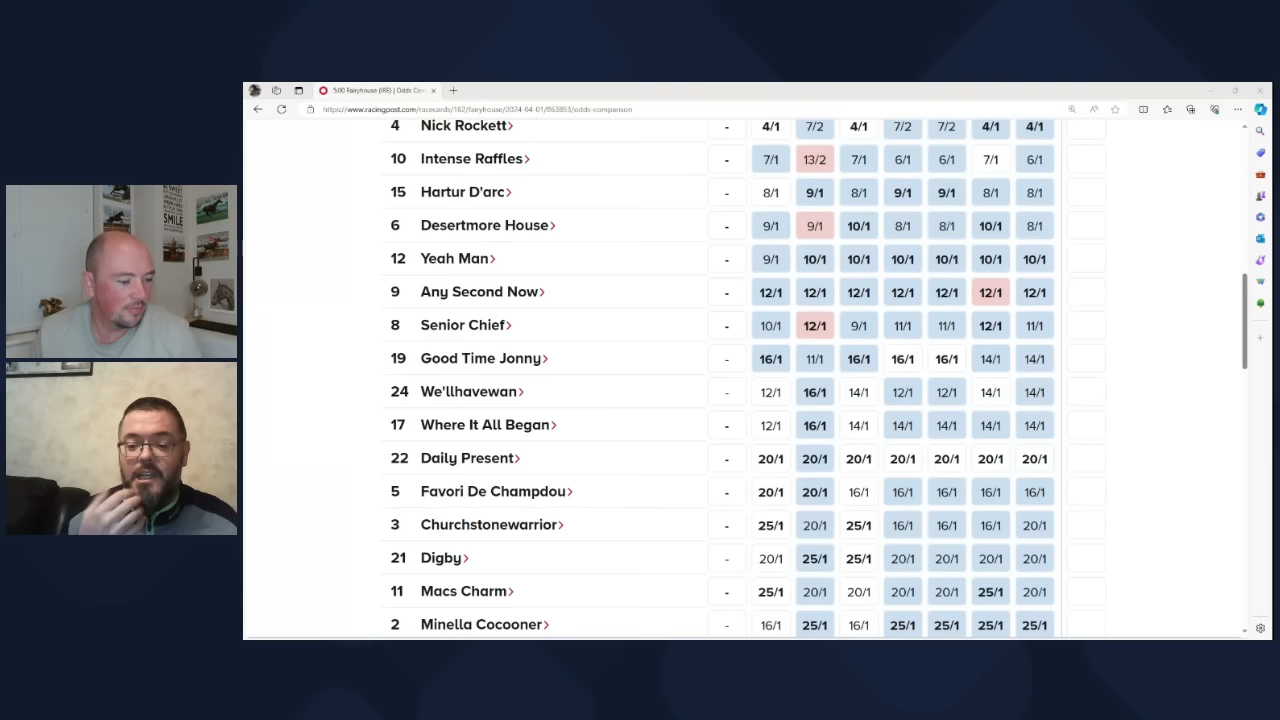 5:00 Fairyhouse (IRE) | Odds Co
https://www.racingpost.com/racecards/182/fairyhouse/2024-04-01/863853/odds-comparison
4 Nick Rockett - 4/1 7/2 4/1 7/2 7/2 4/1 4/1
10 Intense Raffles - 7/1 13/2 7/1 6/1 6/1 7/1 6/1
15 Hartur D'arc - 8/1 9/1 8/1 9/1 9/1 8/1 8/1
6 Desertmore House - 9/1 9/1 10/1 8/1 8/1 10/1 8/1
12 Yeah Man - 9/1 10/1 10/1 10/1 10/1 10/1 10/1
9 Any Second Now - 12/1 12/1 12/1 12/1 12/1 12/1 12/1
8 Senior Chief - 10/1 12/1 9/1 11/1 11/1 12/1 11/1
19 Good Time Jonny - 16/1 11/1 16/1 16/1 16/1 14/1 14/1
24 We'llhavewan - 12/1 16/1 14/1 12/1 12/1 14/1 14/1
17 Where It All Began - 12/1 16/1 14/1 14/1 14/1 14/1 14/1
22 Daily Present - 20/1 20/1 20/1 20/1 20/1 20/1 20/1
5 Favori De Champdou - 20/1 20/1 16/1 16/1 16/1 16/1 16/1
3 Churchstonewarrior - 25/1 20/1 25/1 16/1 16/1 16/1 20/1
21 Digby - 20/1 25/1 25/1 20/1 20/1 20/1 20/1
11 Macs Charm - 25/1 20/1 20/1 20/1 20/1 25/1 20/1
2 Minella Cocooner - 16/1 25/1 16/1 25/1 25/1 25/1 25/1
SMILE